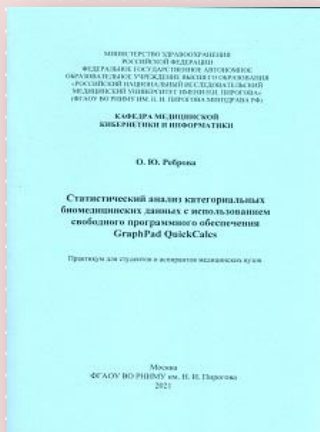 МИНИСТЕРСТВО ЗДРАВООХРАНЕНИЯ
РОССИЙСКОЙ ФЕДЕРАЦИИ
ФЕДЕРАЛЬНОЕ ГОСУДАРСТВЕННОЕ АВТОНОМНОЕ
ОБРАЗОВАТЕЛЬНОЕ УЧРЕЖДЕНИЕ ВЫСШЕГО ОБРАЗОВАНИЯ
«РОССИЙСКИЙ НАЦИОНАЛЬНЫЙ ИССЛЕДОВАТЕЛЬСКИЙ
МЕДИЦИНСКИЙ УНИВЕРСИТЕТ ИМЕНИ Н.И. ПИРОГОВА»
(ФГАОУ ВО РНИМУ ИМ. Н. И. ПИРОГОВА МИНЗДРАВА РФ)
КАФЕДРА МЕДИЦИНСКОЙ
КИБЕРНЕТИКИ И ИНФОРМАТИКИ
О. Ю. Реброва
Статистический анализ категориальных
биомедицинских данных с использованием
свободного программного обеспечения
GraphPad QuickCalcs
Практикум для студентов и аспирантов медицинских вузов
Москва
ФГАОУ ВО РНИМУ им. Н. И. Пирогова
2021